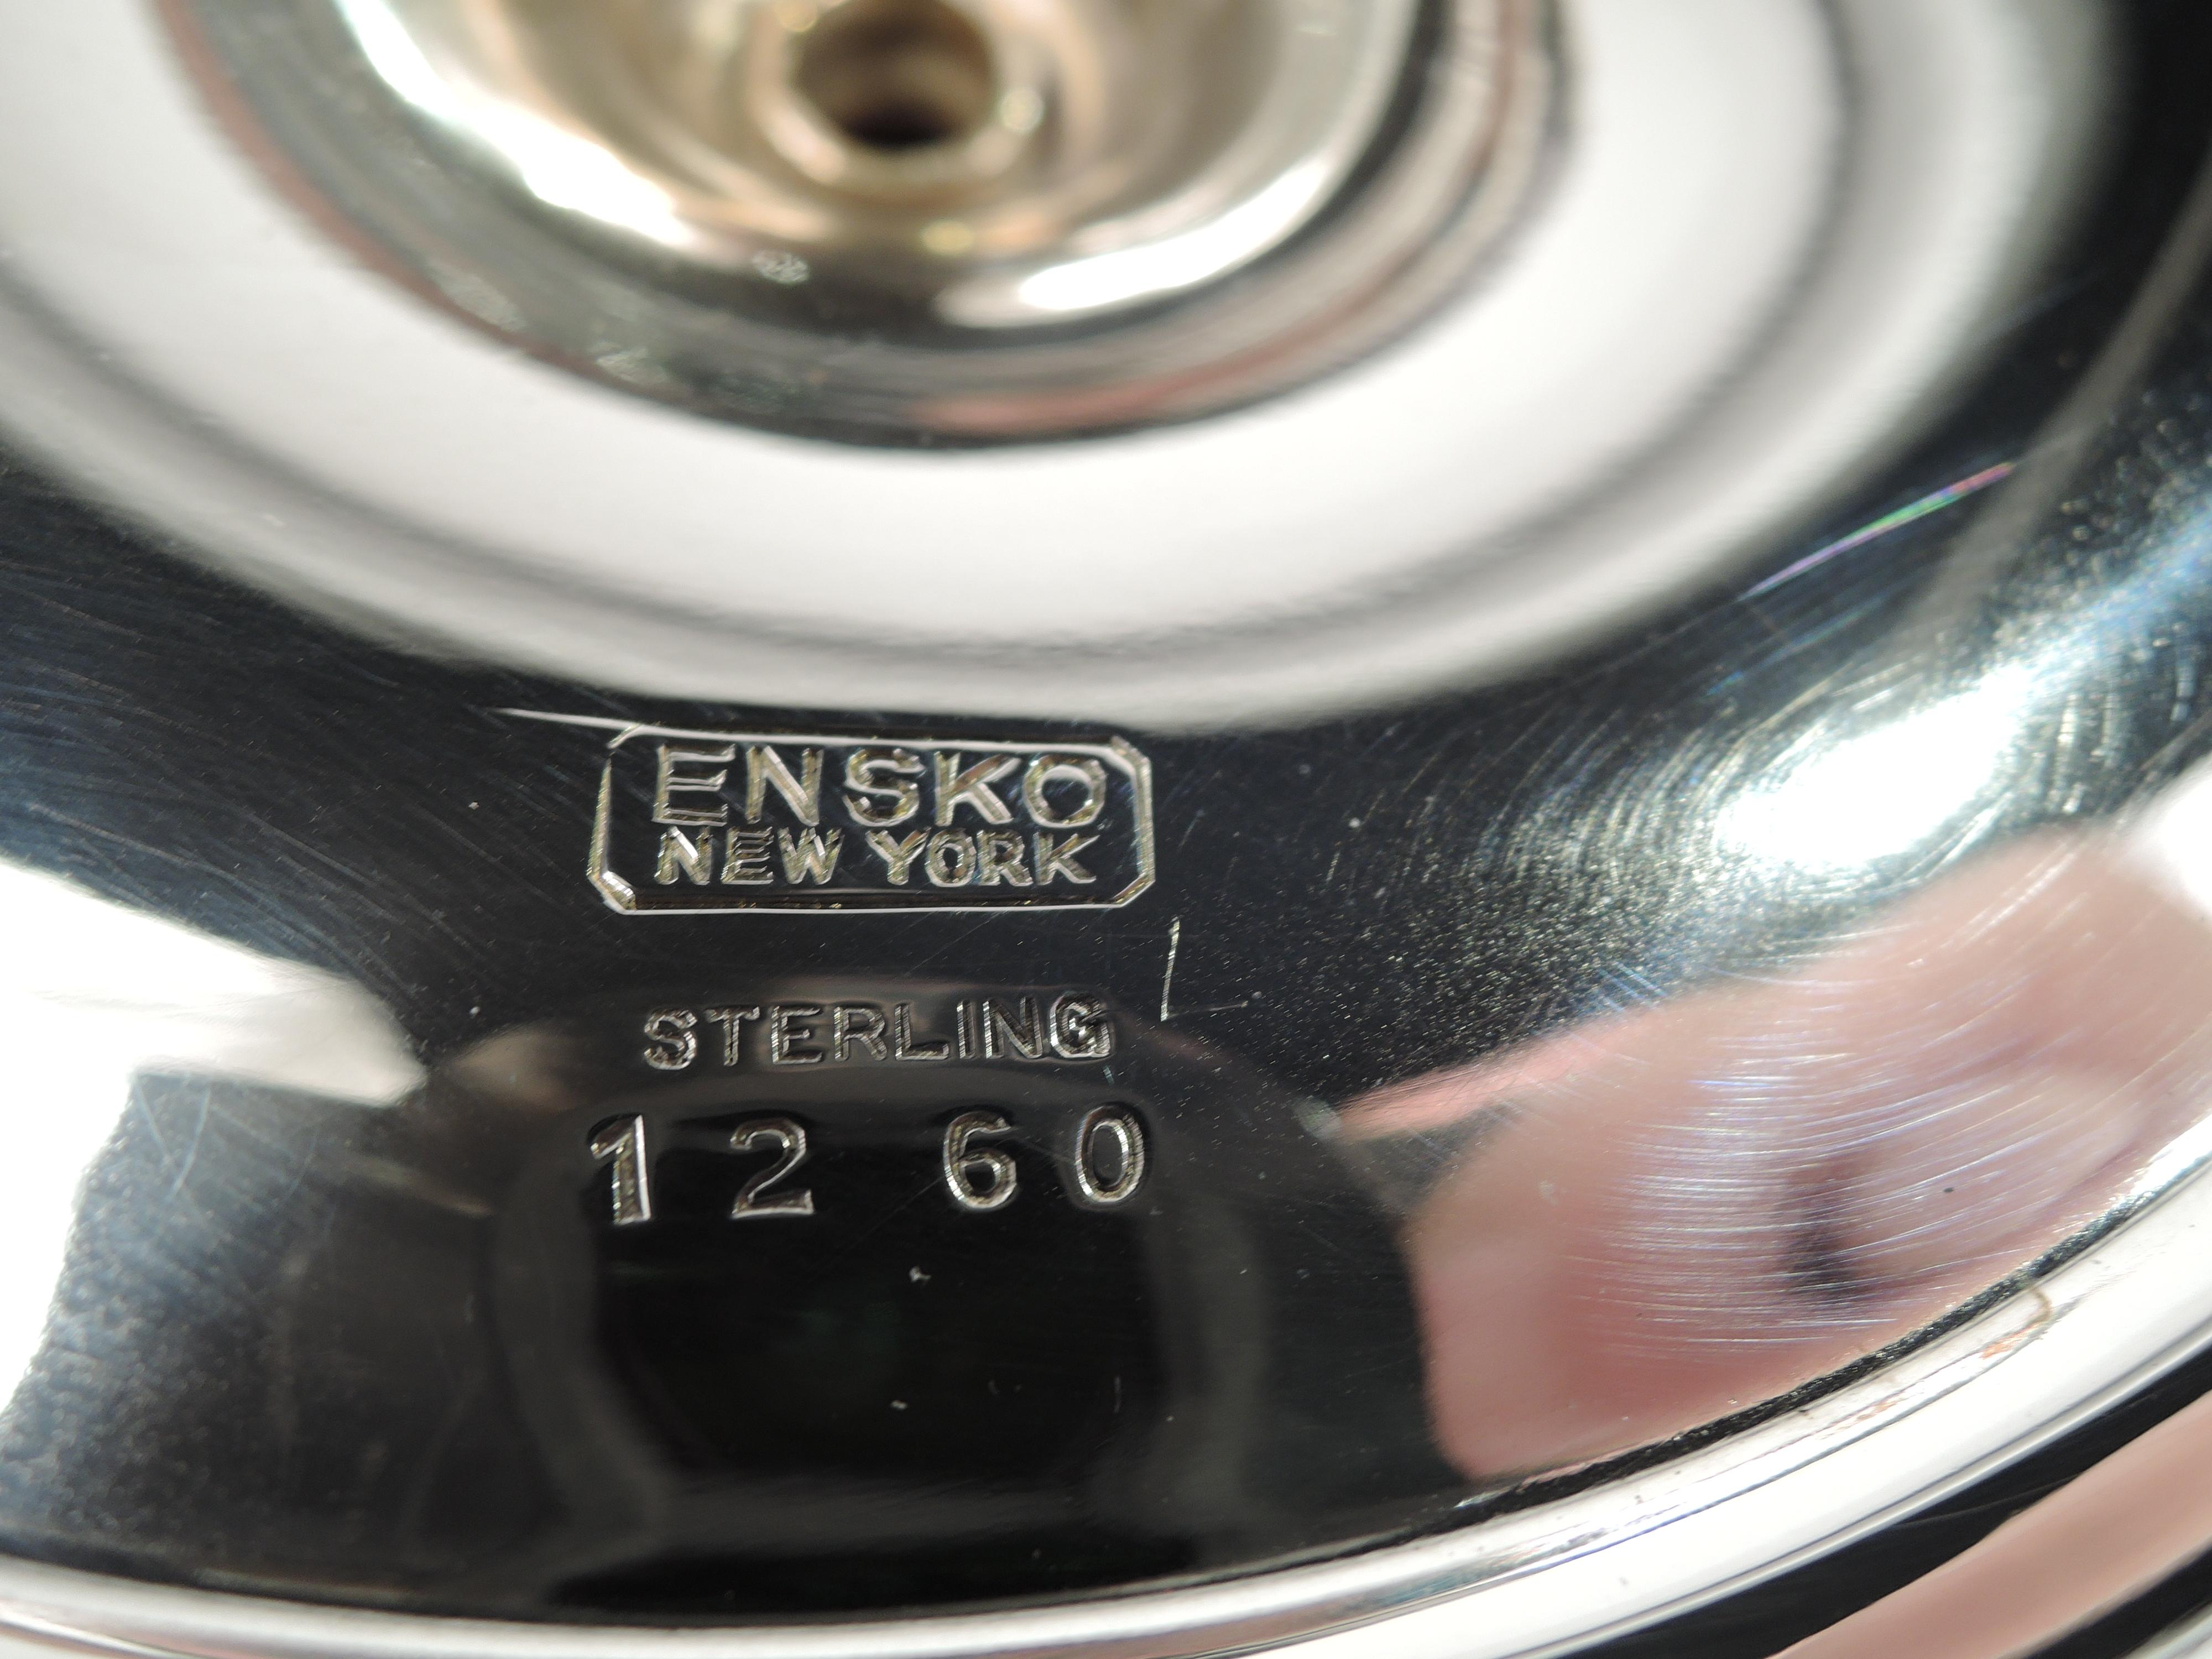 ENSKO
NEW YORK
STERLING
12 60